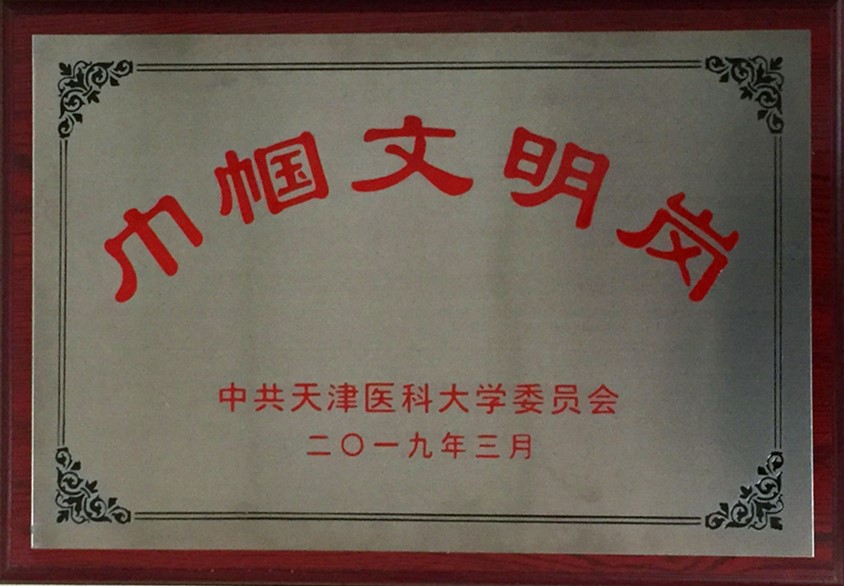 巾帼文明岗
中共天津医科大学委员会
二〇一九年三月